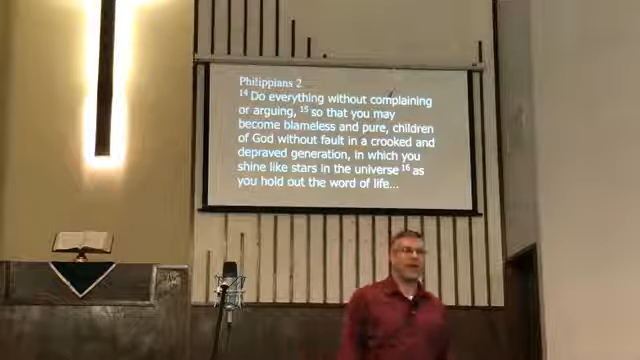 Philippians 2
14 Do everything without complaining
or arguing, 15 so that you may
become blameless and pure, children
of God without fault in a crooked and
depraved generation, in which you
shine like stars in the universe 16 as
you hold out the word of life...